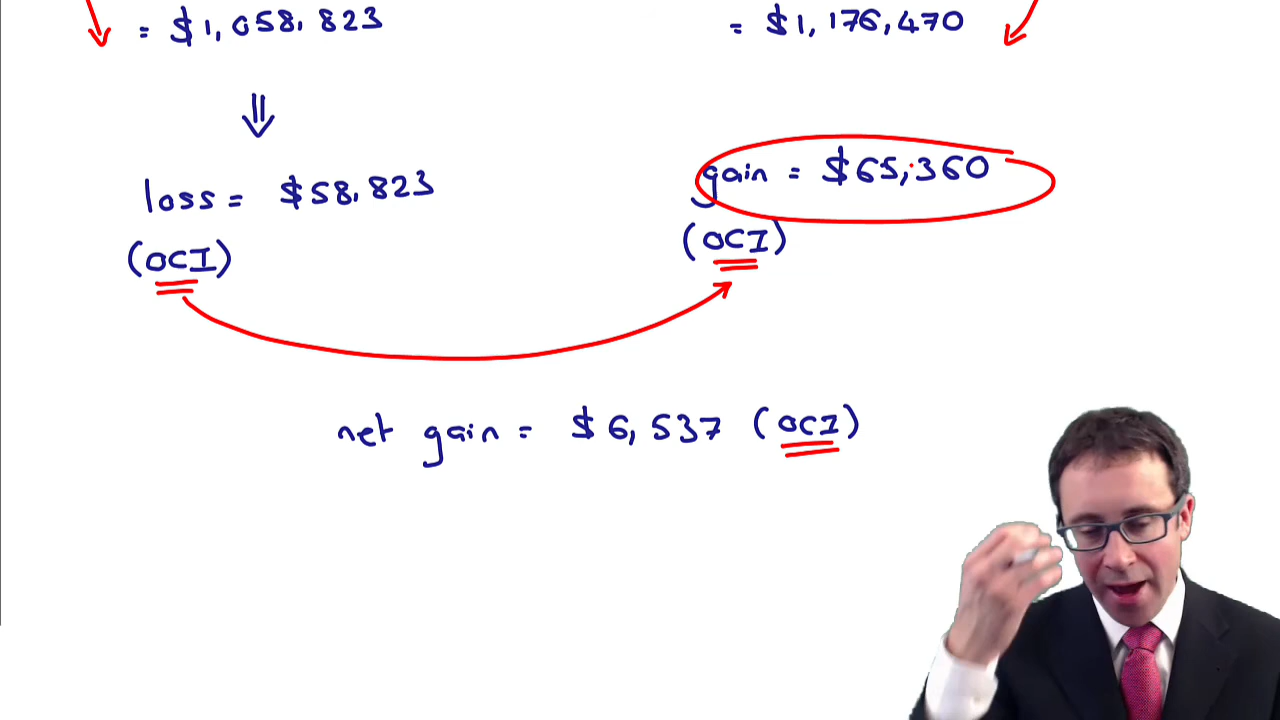 = $1,058,823 = $1,176,470
loss = $58,823 gain = $65,360
(OCI) (OCI)
net gain = $6,537 (OCI)